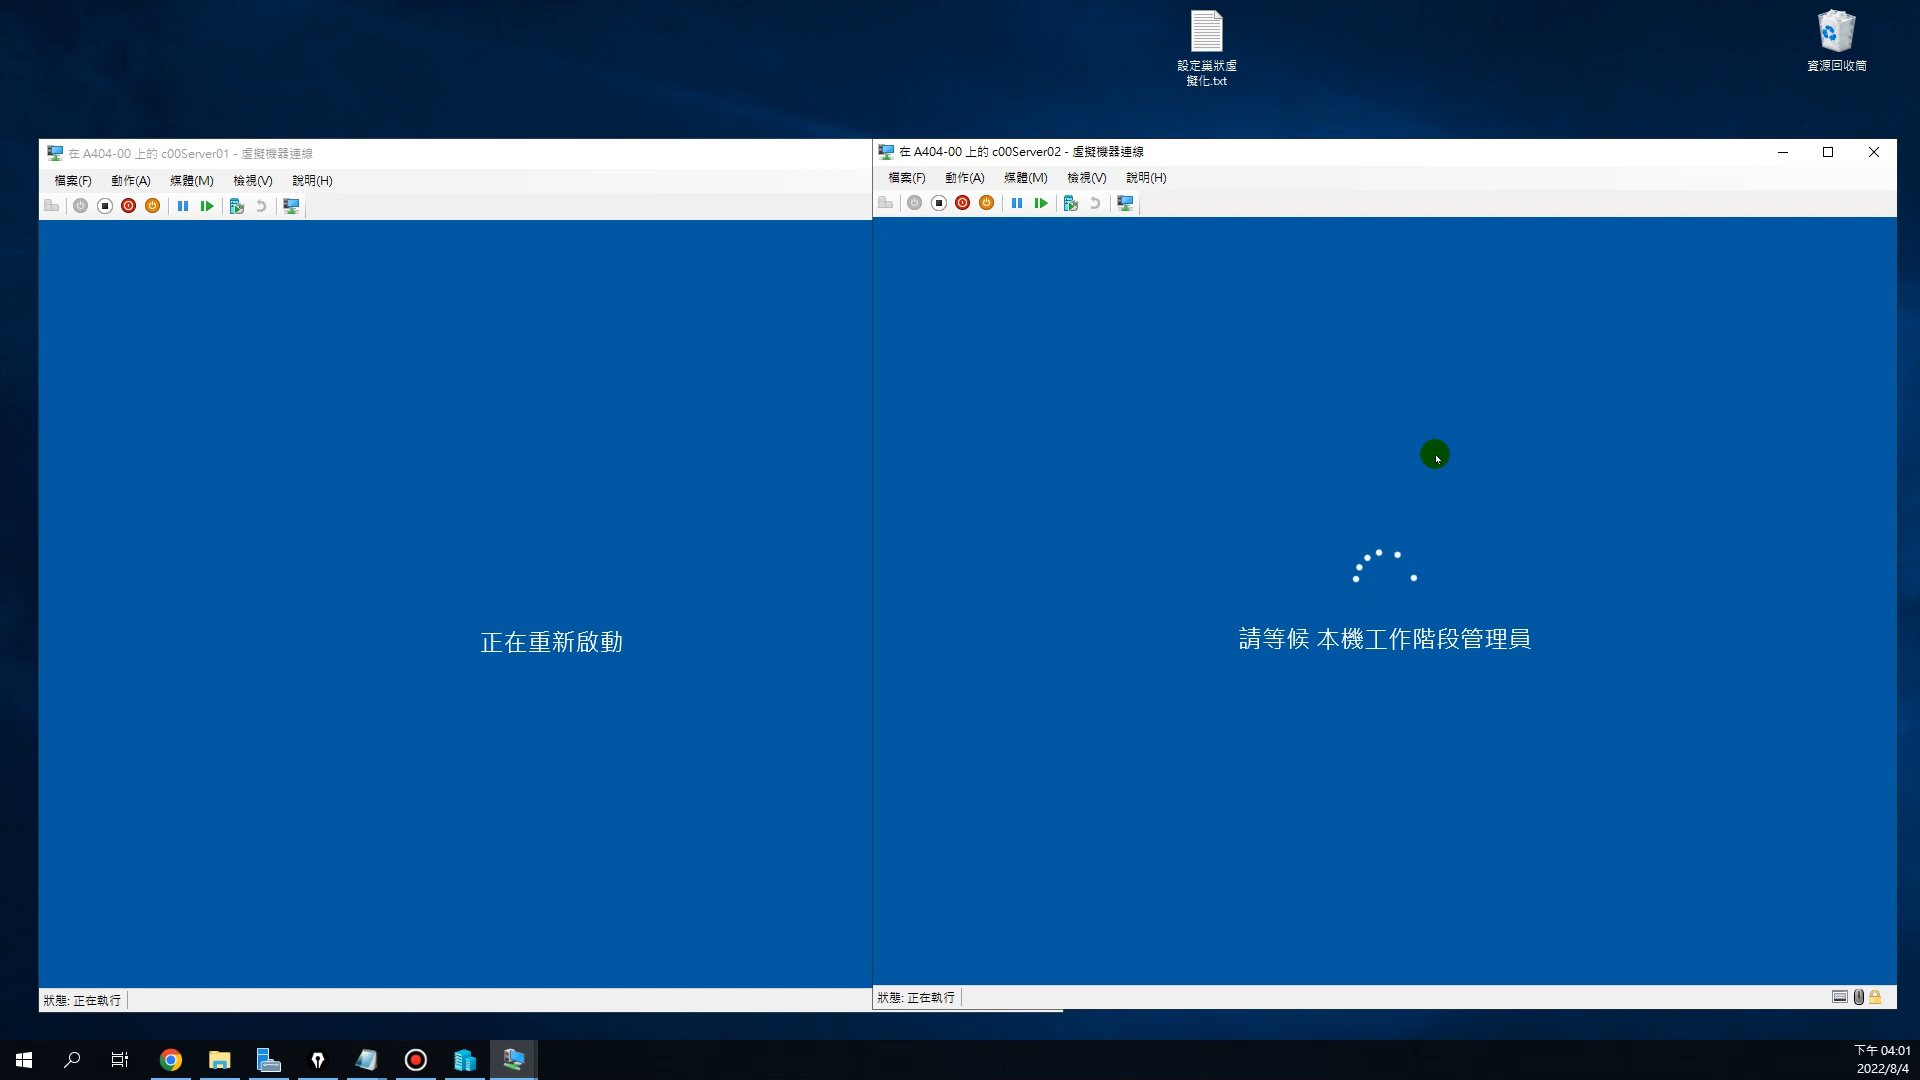 設定巢狀虛
擬化.txt
資源回收筒
在 A404-00 上的 c00Server01 - 虛擬機器連線
檔案(F) 動作(A) 媒體(M) 檢視(V) 說明(H)
正在重新啟動
狀態: 正在執行
在 A404-00 上的 c00Server02 - 虛擬機器連線
檔案(F) 動作(A) 媒體(M) 檢視(V) 說明(H)
請等候 本機工作階段管理員
狀態: 正在執行
下午 04:01
2022/8/4